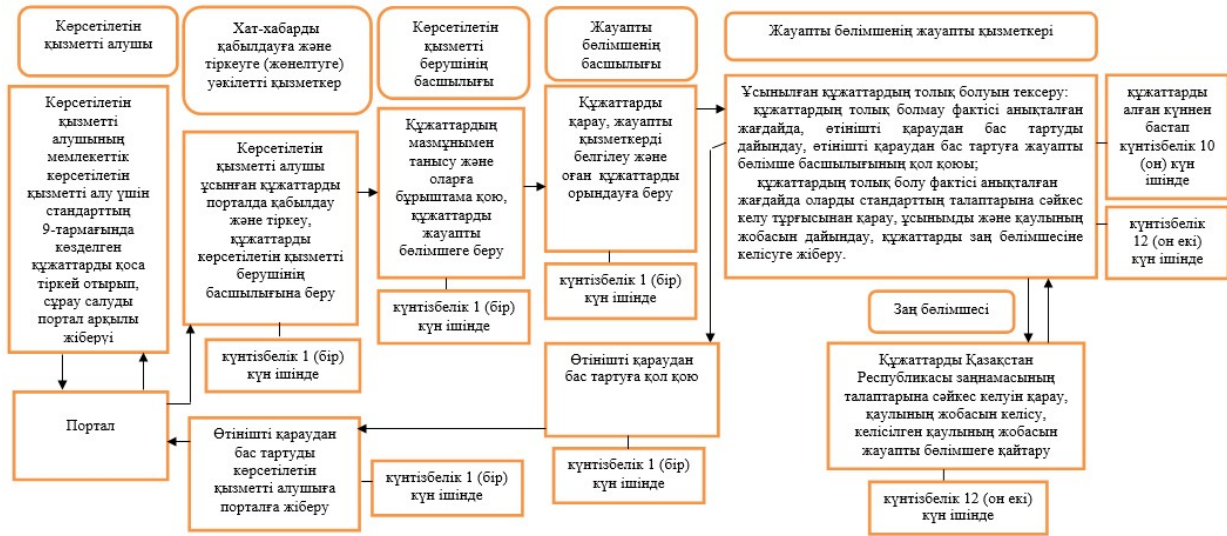 Көрсетілетін
қызметті алушы
Хат-хабарды
қабылдауға және
тіркеуге (жөнелтуге)
уәкілетті қызметкер
Көрсетілетін
қызметті
берушінің
басшылығы
Жауапты
бөлімшенің
басшылығы
Жауапты бөлімшенің жауапты қызметкері
Көрсетілетін
қызметті
алушының
мемлекеттік
көрсетілетін
қызметті алу үшін
стандарттың
9-тармағында
көзделген
құжаттарды қоса
тіркей отырып,
сұрау салуды
портал арқылы
жіберуі
Көрсетілетін
қызметті алушы
ұсынған құжаттарды
порталда қабылдау
және тіркеу,
құжаттарды
көрсетілетін қызметті
берушінің
басшылығына беру
күнтізбелік 1 (бір)
күн ішінде
Құжаттардың
мазмұнымен
танысу және
оларға
бұрыштама қою,
құжаттарды
жауапты
бөлімшеге беру
күнтізбелік 1 (бір)
күн ішінде
Құжаттарды
қарау, жауапты
қызметкерді
белгілеу және
оған құжаттарды
орындауға беру
күнтізбелік 1 (бір)
күн ішінде
Ұсынылған құжаттардың толық болуын тексеру:
құжаттардың толық болмау фактісі анықталған
жағдайда, өтінішті қараудан бас тартуды
дайындау, өтінішті қараудан бас тартуға жауапты
бөлімше басшылығының қол қоюы;
құжаттардың толық болу фактісі анықталған
жағдайда оларды стандарттың талаптарына сәйкес
келу тұрғысынан қарау, ұсынымды және қаулының
жобасын дайындау, құжаттарды заң бөлімшесіне
келісуге жіберу.
құжаттарды
алған күннен
бастап
күнтізбелік 10
(он) күн
ішінде
күнтізбелік
12 (он екі)
күн ішінде
Заң бөлімшесі
Құжаттарды Қазақстан
Республикасы заңнамасының
талаптарына сәйкес келуін қарау,
қаулының жобасын келісу,
келісілген қаулының жобасын
жауапты бөлімшеге қайтару
күнтізбелік 12 (он екі)
күн ішінде
Өтінішті қараудан
бас тартуға қол қою
күнтізбелік 1 (бір)
күн ішінде
Портал
Өтінішті қараудан
бас тартуды
көрсетілетін
қызметті алушыға
порталға жіберу
күнтізбелік 1 (бір)
күн ішінде